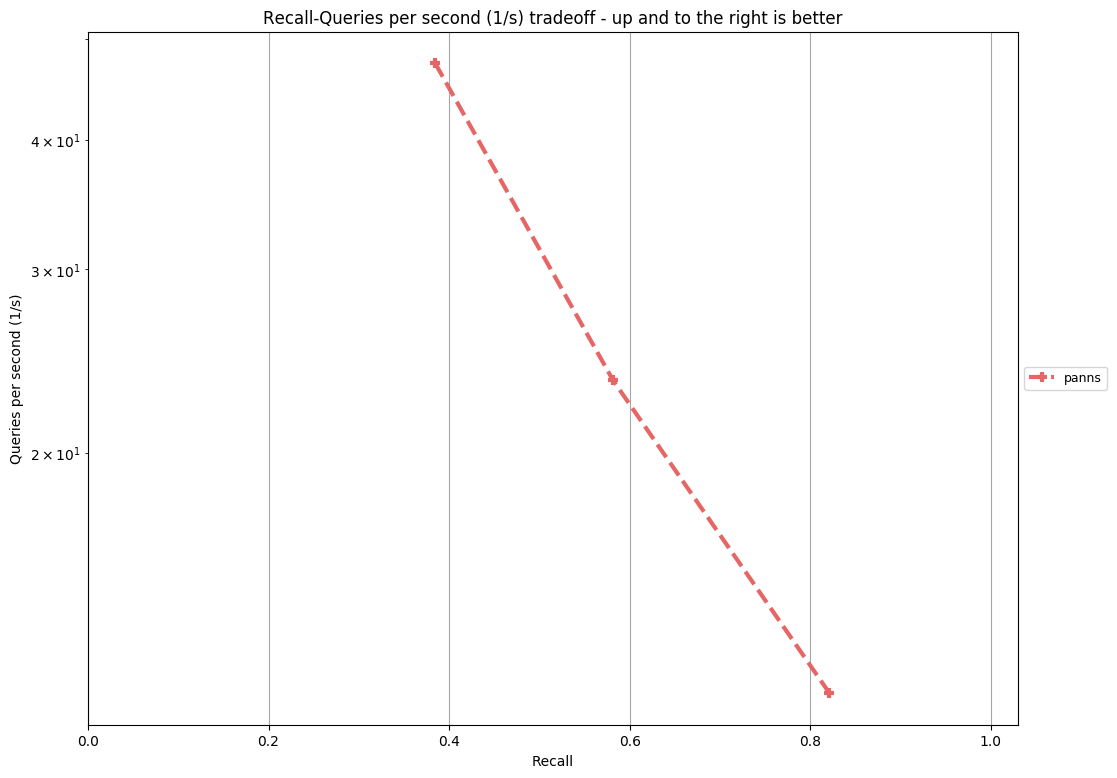 Recall-Queries per second (1/s) tradeoff - up and to the right is better
Queries per second (1/s)
4 × 10¹
3 × 10¹
2 × 10¹
panns
0.0 0.2 0.4 0.6 0.8 1.0
Recall